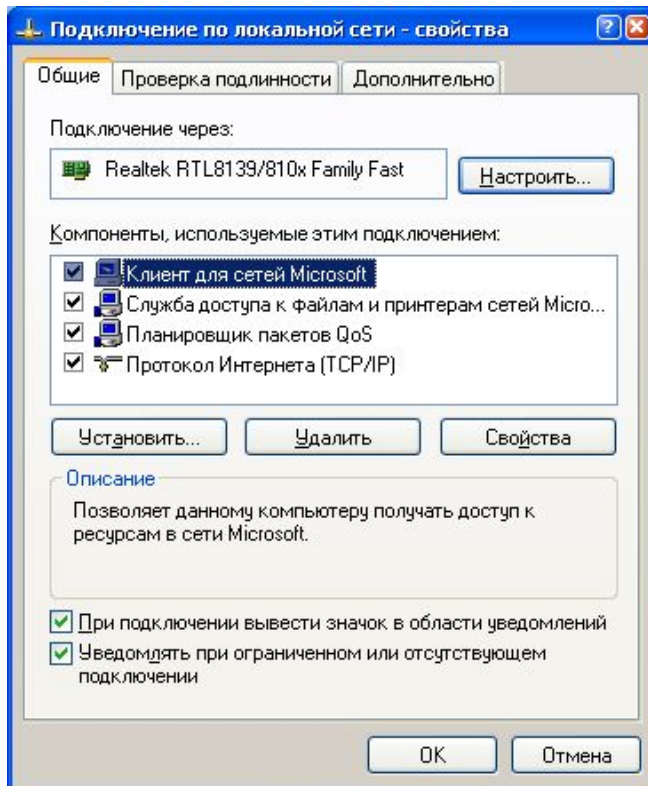 Подключение по локальной сети - свойства
Общие
Проверка подлинности
Дополнительно
Подключение через:
Realtek RTL8139/810x Family Fast
Настроить...
Компоненты, используемые этим подключением:
Клиент для сетей Microsoft
Служба доступа к файлам и принтерам сетей Micro...
Планировщик пакетов QoS
Протокол Интернета (TCP/IP)
Установить...
Удалить
Свойства
Описание
Позволяет данному компьютеру получать доступ к
ресурсам в сети Microsoft.
При подключении вывести значок в области уведомлений
Уведомлять при ограниченном или отсутствующем
подключении
OK
Отмена